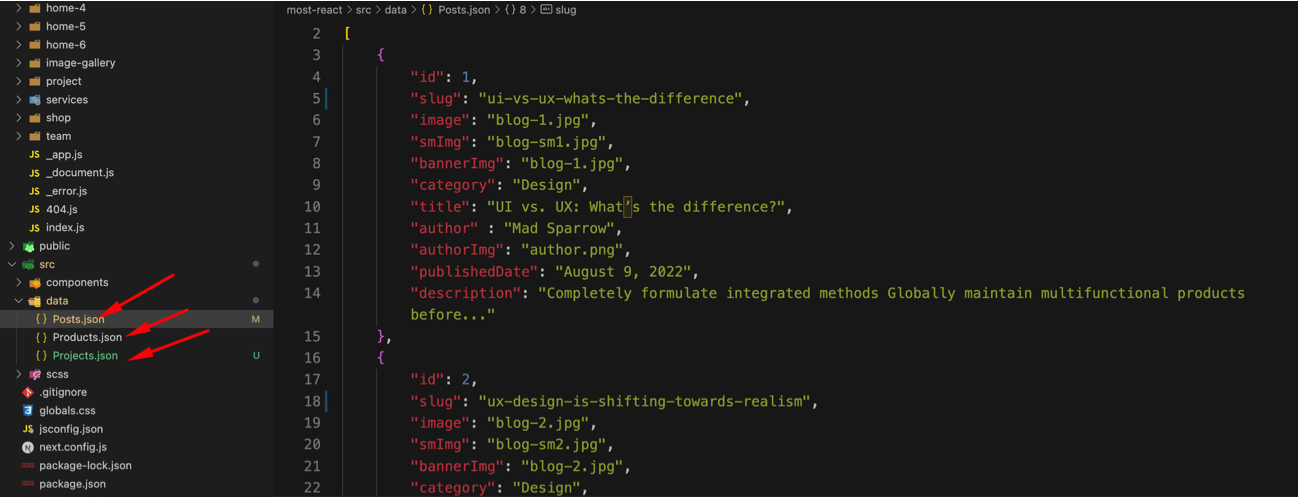 home-4
home-5
home-6
image-gallery
project
services
shop
team
JS _app.js
JS _document.js
JS _error.js
JS 404.js
JS index.js
public
src
components
data
{ } Posts.json M
{ } Products.json
{ } Projects.json U
scss
.gitignore
globals.css
JS jsconfig.json
N next.config.js
package-lock.json
package.json
most-react > src > data > { } Posts.json > { } 8 > abc slug
2 [
3 {
4 "id": 1,
5 "slug": "ui-vs-ux-whats-the-difference",
6 "image": "blog-1.jpg",
7 "smImg": "blog-sm1.jpg",
8 "bannerImg": "blog-1.jpg",
9 "category": "Design",
10 "title": "UI vs. UX: What’s the difference?",
11 "author" : "Mad Sparrow",
12 "authorImg": "author.png",
13 "publishedDate": "August 9, 2022",
14 "description": "Completely formulate integrated methods Globally maintain multifunctional products
before..."
15 },
16 {
17 "id": 2,
18 "slug": "ux-design-is-shifting-towards-realism",
19 "image": "blog-2.jpg",
20 "smImg": "blog-sm2.jpg",
21 "bannerImg": "blog-2.jpg",
22 "category": "Design",